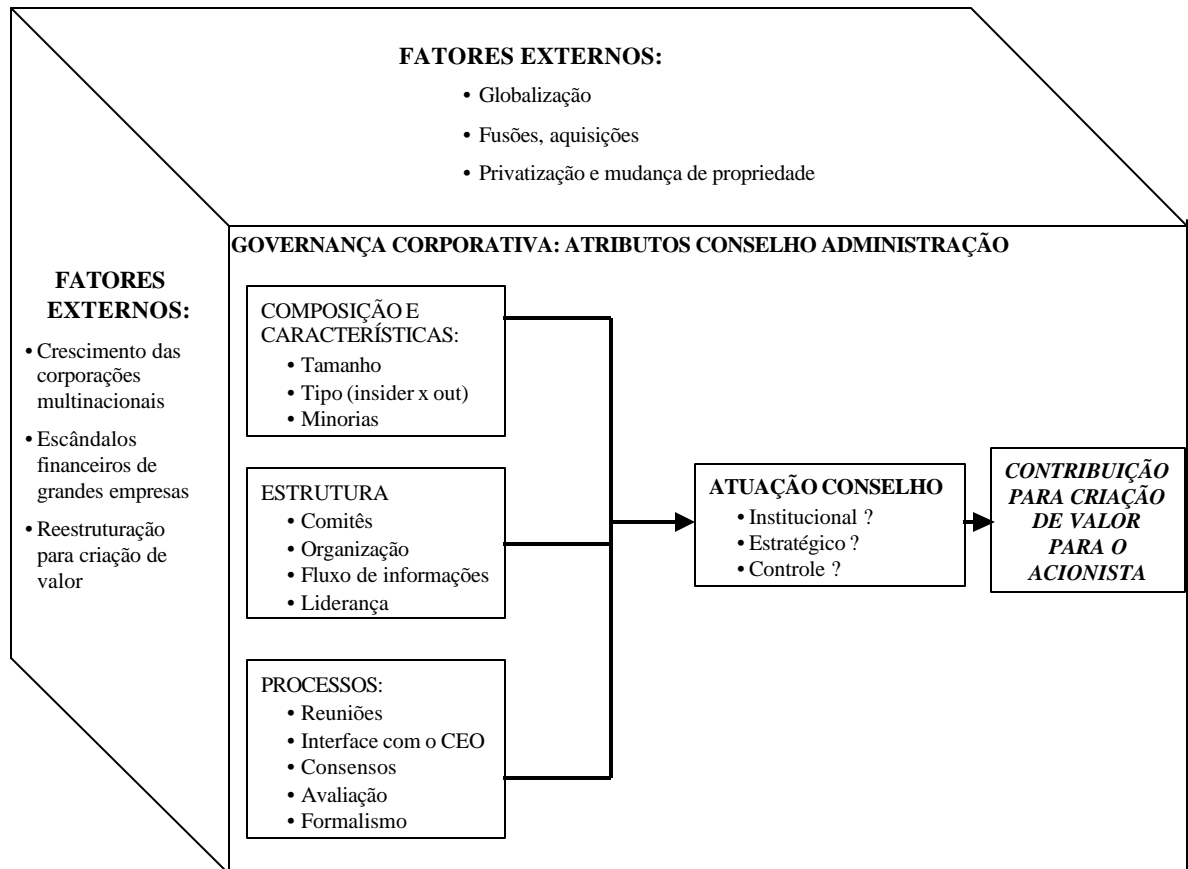 FATORES EXTERNOS:
• Globalização
• Fusões, aquisições
• Privatização e mudança de propriedade
FATORES
EXTERNOS:
• Crescimento das
corporações
multinacionais
• Escândalos
financeiros de
grandes empresas
• Reestruturação
para criação de
valor
GOVERNANÇA CORPORATIVA: ATRIBUTOS CONSELHO ADMINISTRAÇÃO
COMPOSIÇÃO E
CARACTERÍSTICAS:
• Tamanho
• Tipo (insider x out)
• Minorias
ESTRUTURA
• Comitês
• Organização
• Fluxo de informações
• Liderança
PROCESSOS:
• Reuniões
• Interface com o CEO
• Consensos
• Avaliação
• Formalismo
ATUAÇÃO CONSELHO
• Institucional ?
• Estratégico ?
• Controle ?
CONTRIBUIÇÃO
PARA CRIAÇÃO
DE VALOR
PARA O
ACIONISTA